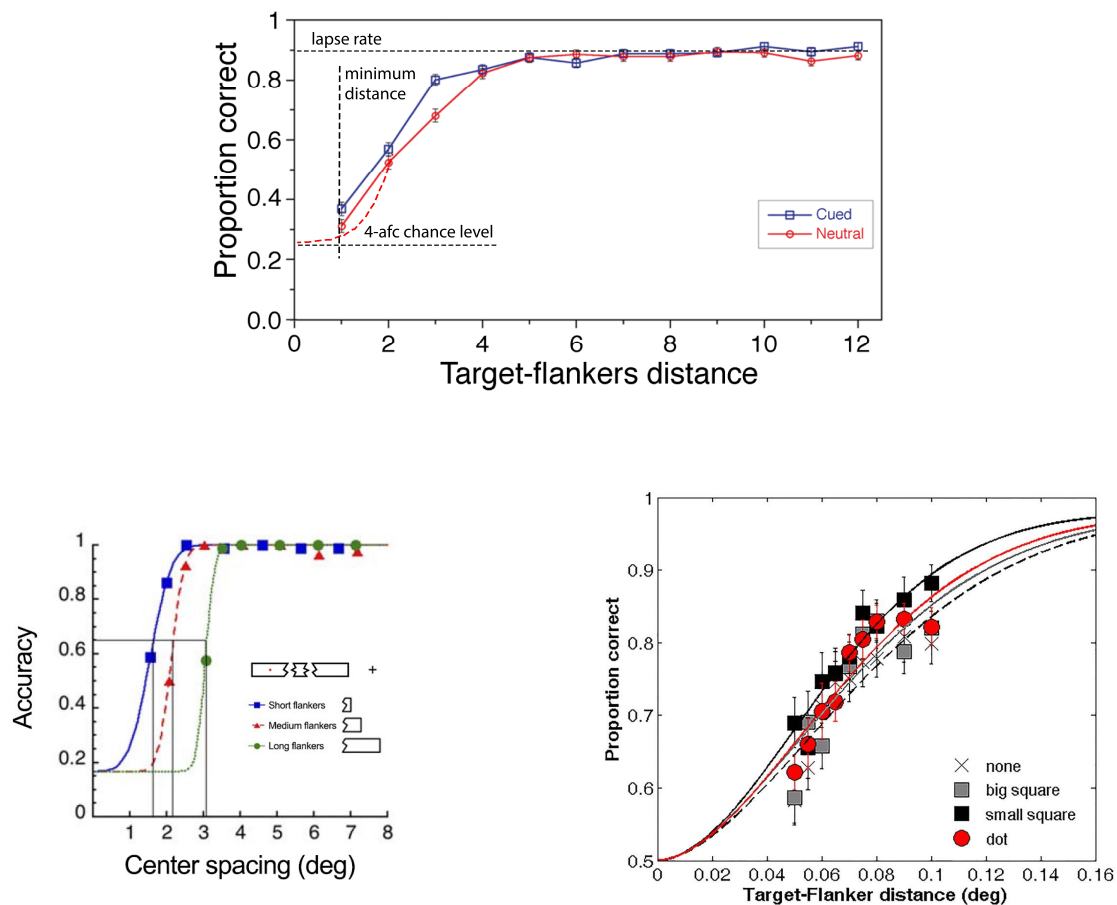 1
lapse rate
minimum
distance
0.8
0.6
0.4
4-afc chance level
0.2
0.0
Proportion correct
Cued
Neutral
0 2 4 6 8 10 12
Target-flankers distance
1
0.8
0.6
0.4
0.2
0
Accuracy
+
Short flankers
Medium flankers
Long flankers
1 2 3 4 5 6 7 8
Center spacing (deg)
1
0.9
0.8
0.7
0.6
0.5
Proportion correct
none
big square
small square
dot
0 0.02 0.04 0.06 0.08 0.1 0.12 0.14 0.16
Target-Flanker distance (deg)